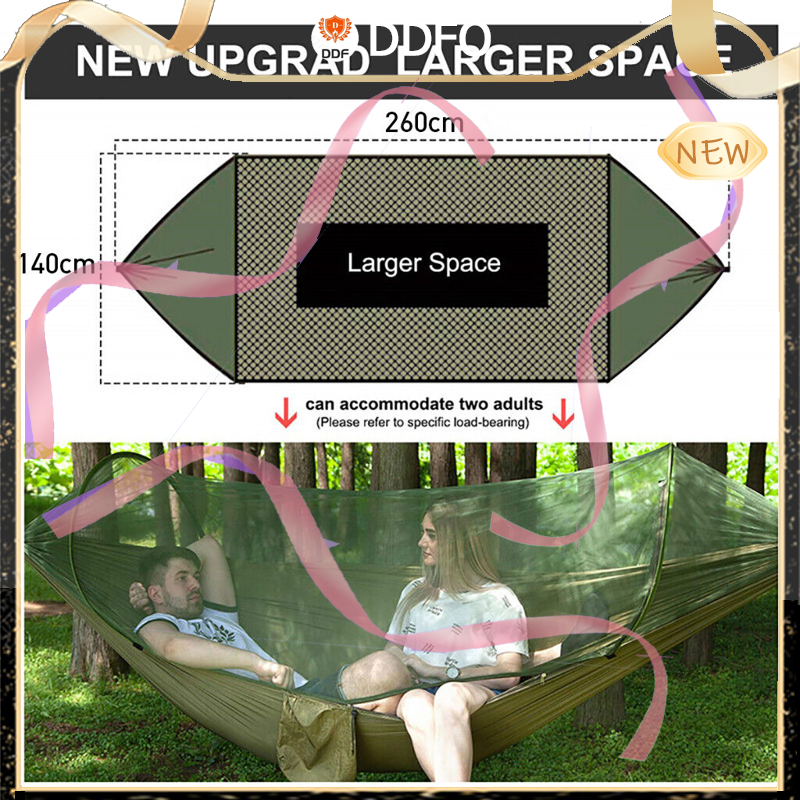 DDF DDFO
NEW UPGRAD LARGER SPACE
260cm
NEW
140cm
Larger Space
can accommodate two adults
(Please refer to specific load-bearing)